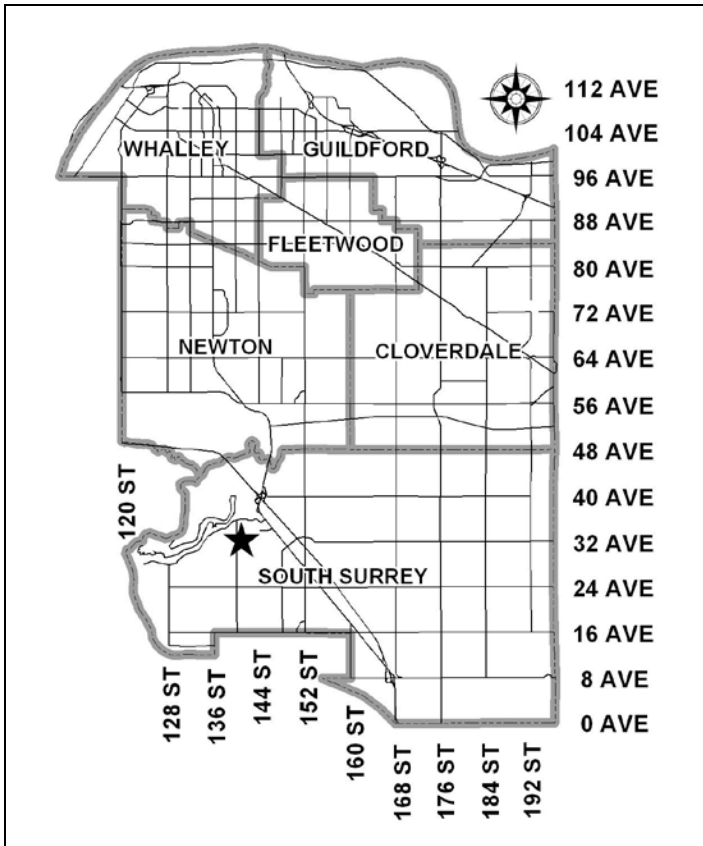 112 AVE
104 AVE
WHALLEY
GUILDFORD
96 AVE
88 AVE
FLEETWOOD
80 AVE
72 AVE
NEWTON
CLOVERDALE
64 AVE
56 AVE
48 AVE
120 ST
40 AVE
32 AVE
SOUTH SURREY
24 AVE
16 AVE
8 AVE
0 AVE
128 ST
136 ST
144 ST
152 ST
160 ST
168 ST
176 ST
184 ST
192 ST